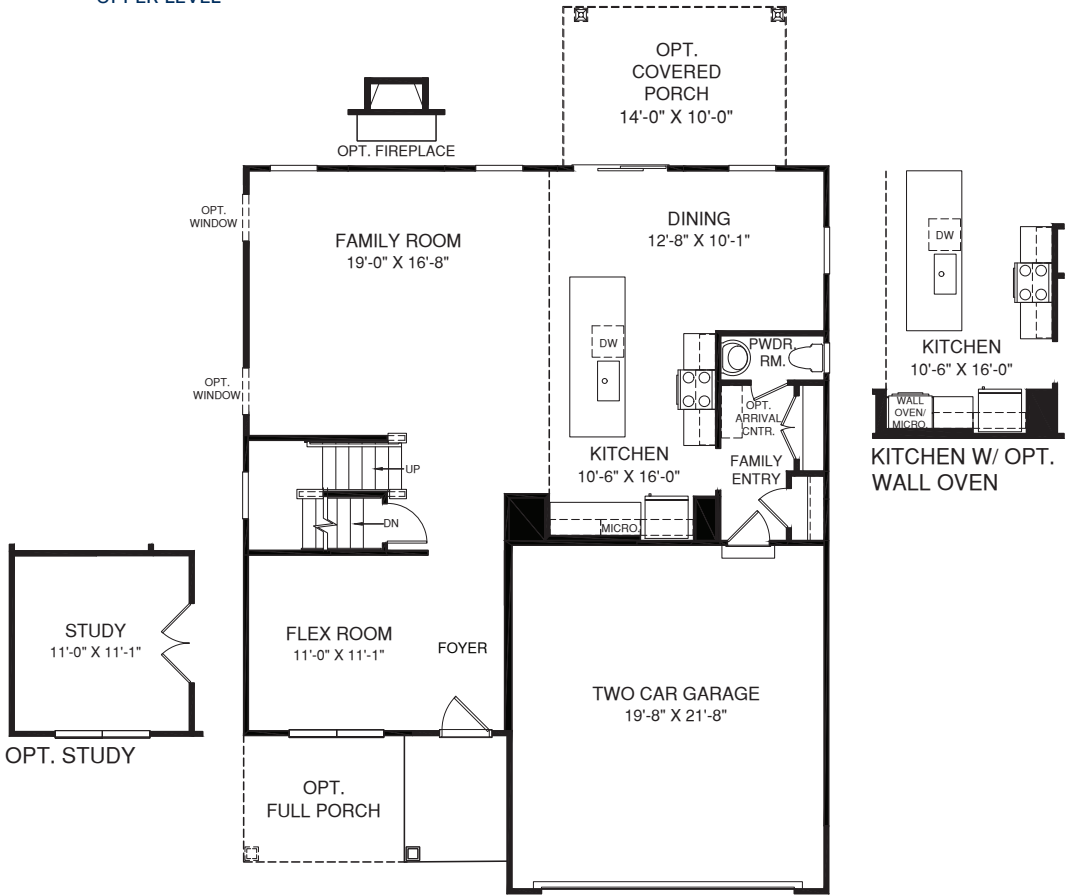 UPPER LEVEL
OPT.
COVERED
PORCH
14'-0" X 10'-0"
OPT. FIREPLACE
OPT.
WINDOW
FAMILY ROOM
19'-0" X 16'-8"
DINING
12'-8" X 10'-1"
DW
PWDR.
RM.
OPT.
WINDOW
OPT.
ARRIVAL
CNTR.
KITCHEN
10'-6" X 16'-0"
FAMILY
ENTRY
UP
DN
MICRO.
DW
KITCHEN
10'-6" X 16'-0"
WALL
OVEN/
MICRO.
KITCHEN W/ OPT.
WALL OVEN
STUDY
11'-0" X 11'-1"
OPT. STUDY
FLEX ROOM
11'-0" X 11'-1"
FOYER
TWO CAR GARAGE
19'-8" X 21'-8"
OPT.
FULL PORCH